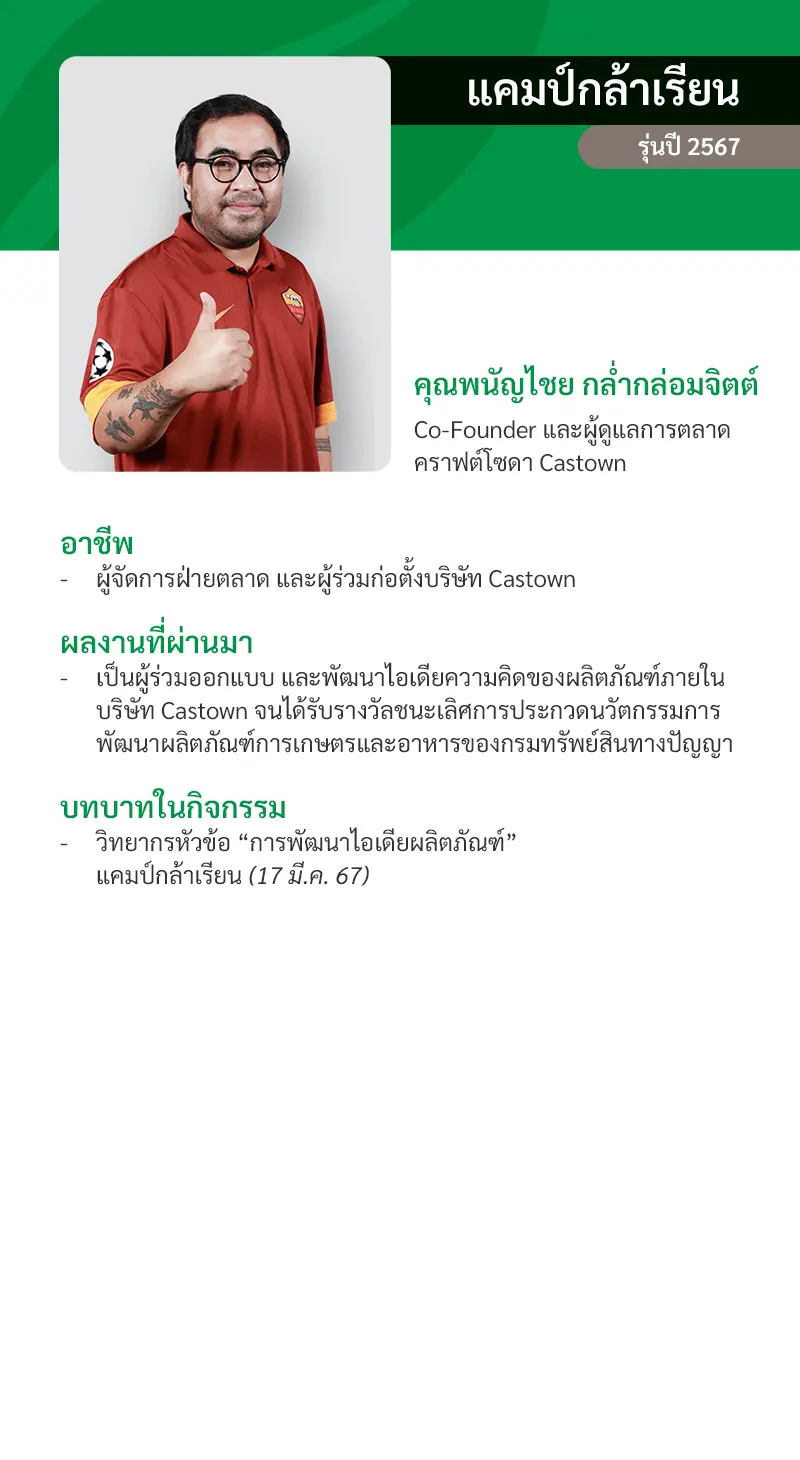 แคมป์กล้าเรียน
รุ่นปี 2567
คุณพนัญไชย กล่ำกล่อมจิตต์
Co-Founder และผู้ดูแลการตลาด
คราฟต์โซดา Castown
อาชีพ
- ผู้จัดการฝ่ายตลาด และผู้ร่วมก่อตั้งบริษัท Castown
ผลงานที่ผ่านมา
- เป็นผู้ร่วมออกแบบ และพัฒนาไอเดียความคิดของผลิตภัณฑ์ภายใน
บริษัท Castown จนได้รับรางวัลชนะเลิศการประกวดนวัตกรรมการ
พัฒนาผลิตภัณฑ์การเกษตรและอาหารของกรมทรัพย์สินทางปัญญา
บทบาทในกิจกรรม
- วิทยากรหัวข้อ “การพัฒนาไอเดียผลิตภัณฑ์”
แคมป์กล้าเรียน (17 มี.ค. 67)